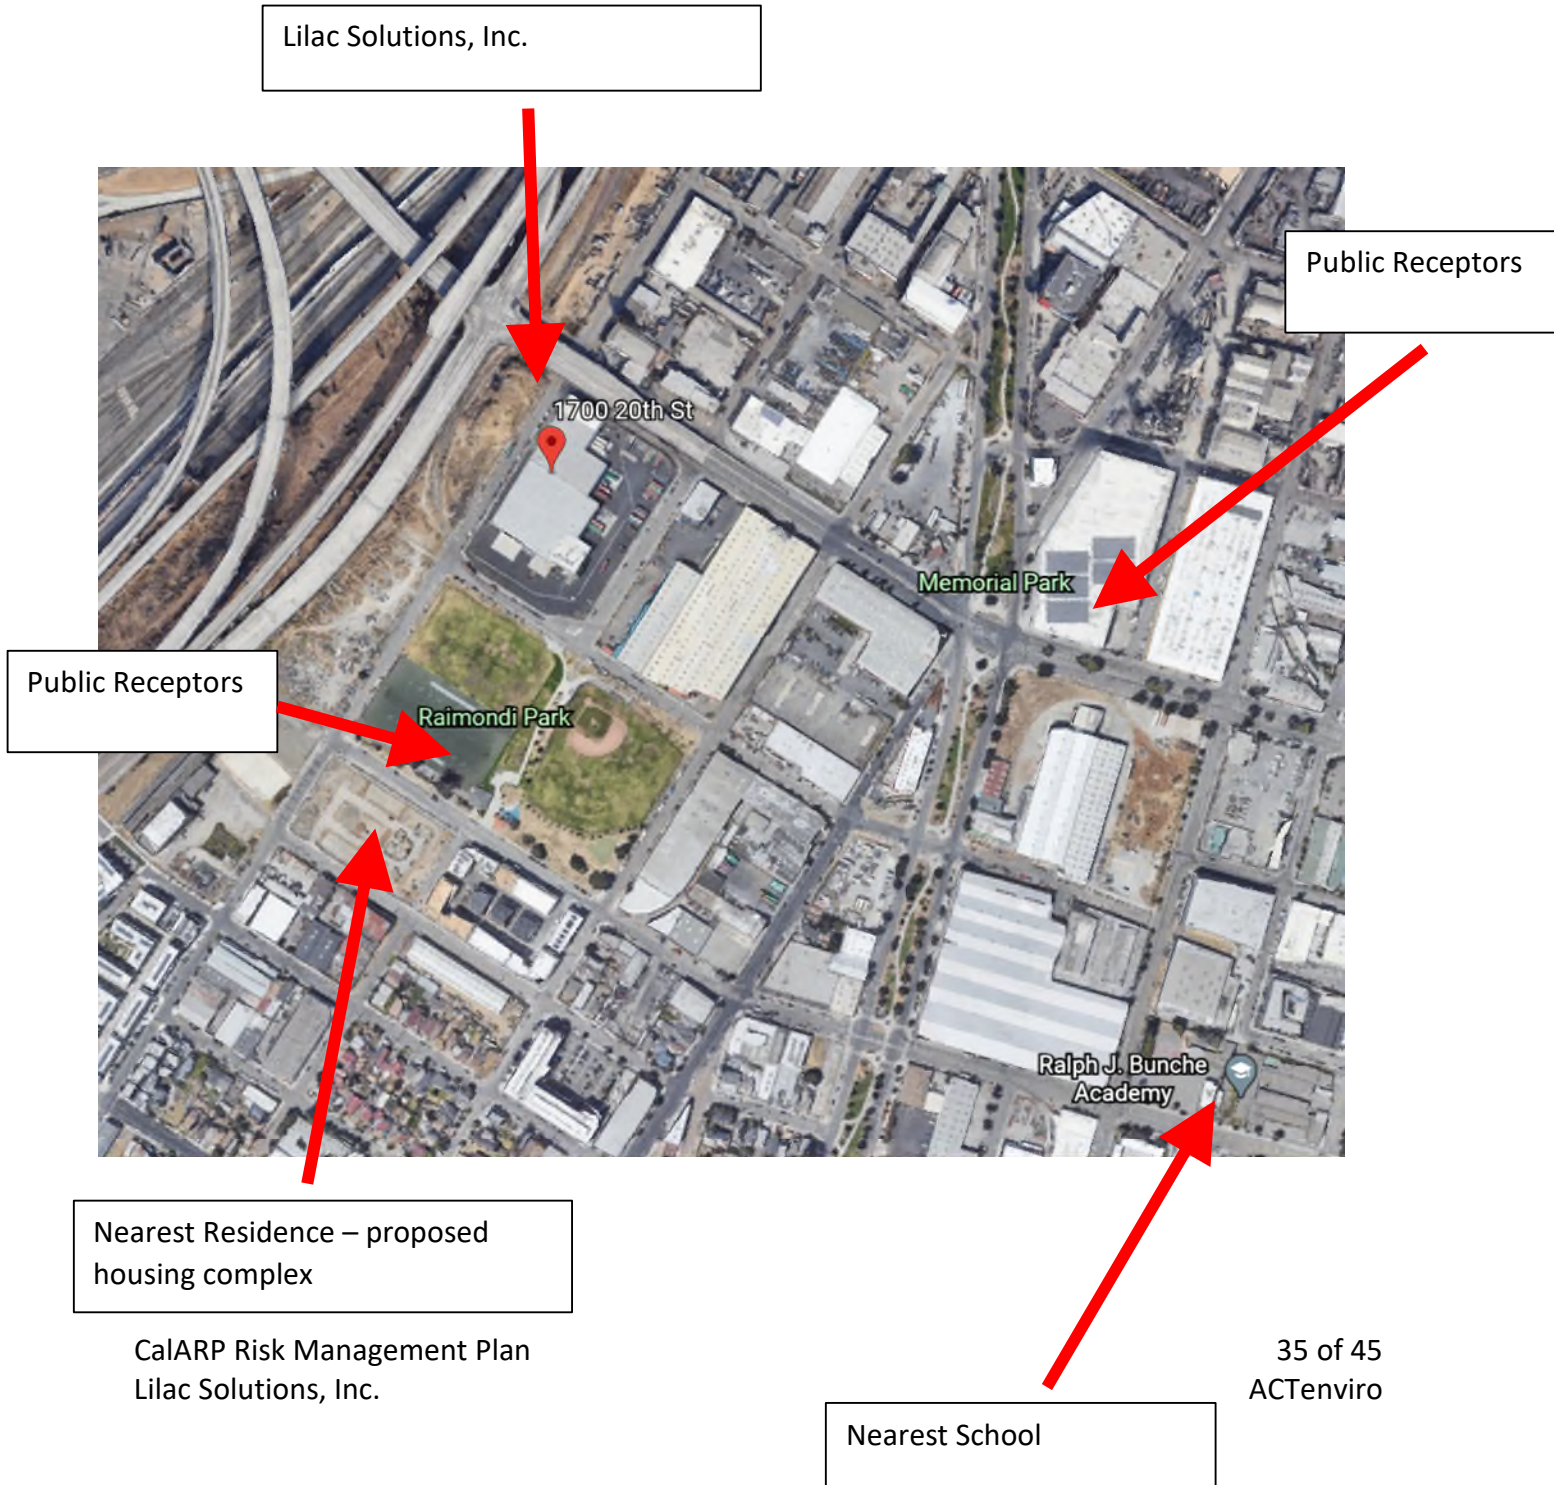 Lilac Solutions, Inc.
Public Receptors
1700 20th St
Memorial Park
Public Receptors
Raimondi Park
Ralph J. Bunche
Academy
Nearest Residence – proposed
housing complex
CalARP Risk Management Plan
Lilac Solutions, Inc.
35 of 45
ACTenviro
Nearest School